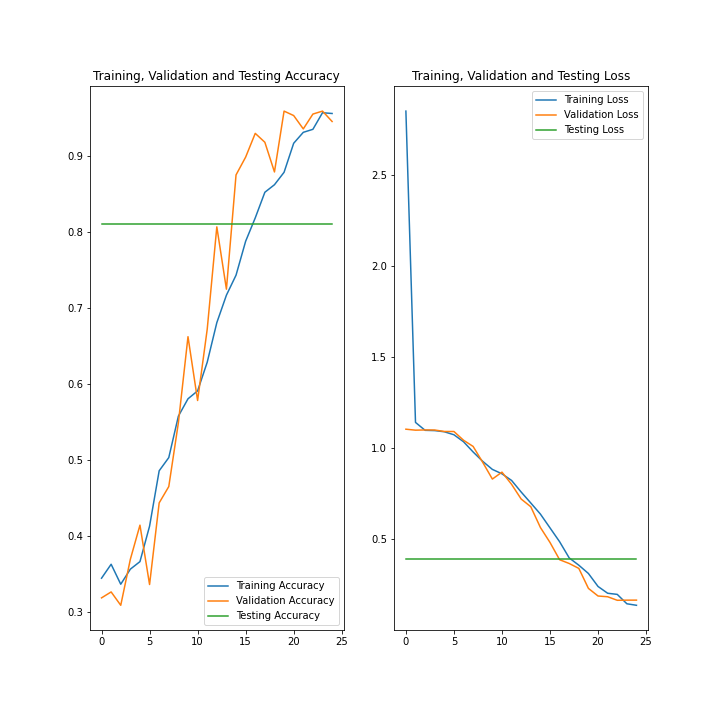 Training, Validation and Testing Accuracy
0.9
0.8
0.7
0.6
0.5
0.4
0.3
0 5 10 15 20 25
Training Accuracy
Validation Accuracy
Testing Accuracy
Training, Validation and Testing Loss
Training Loss
Validation Loss
Testing Loss
2.5
2.0
1.5
1.0
0.5
0 5 10 15 20 25